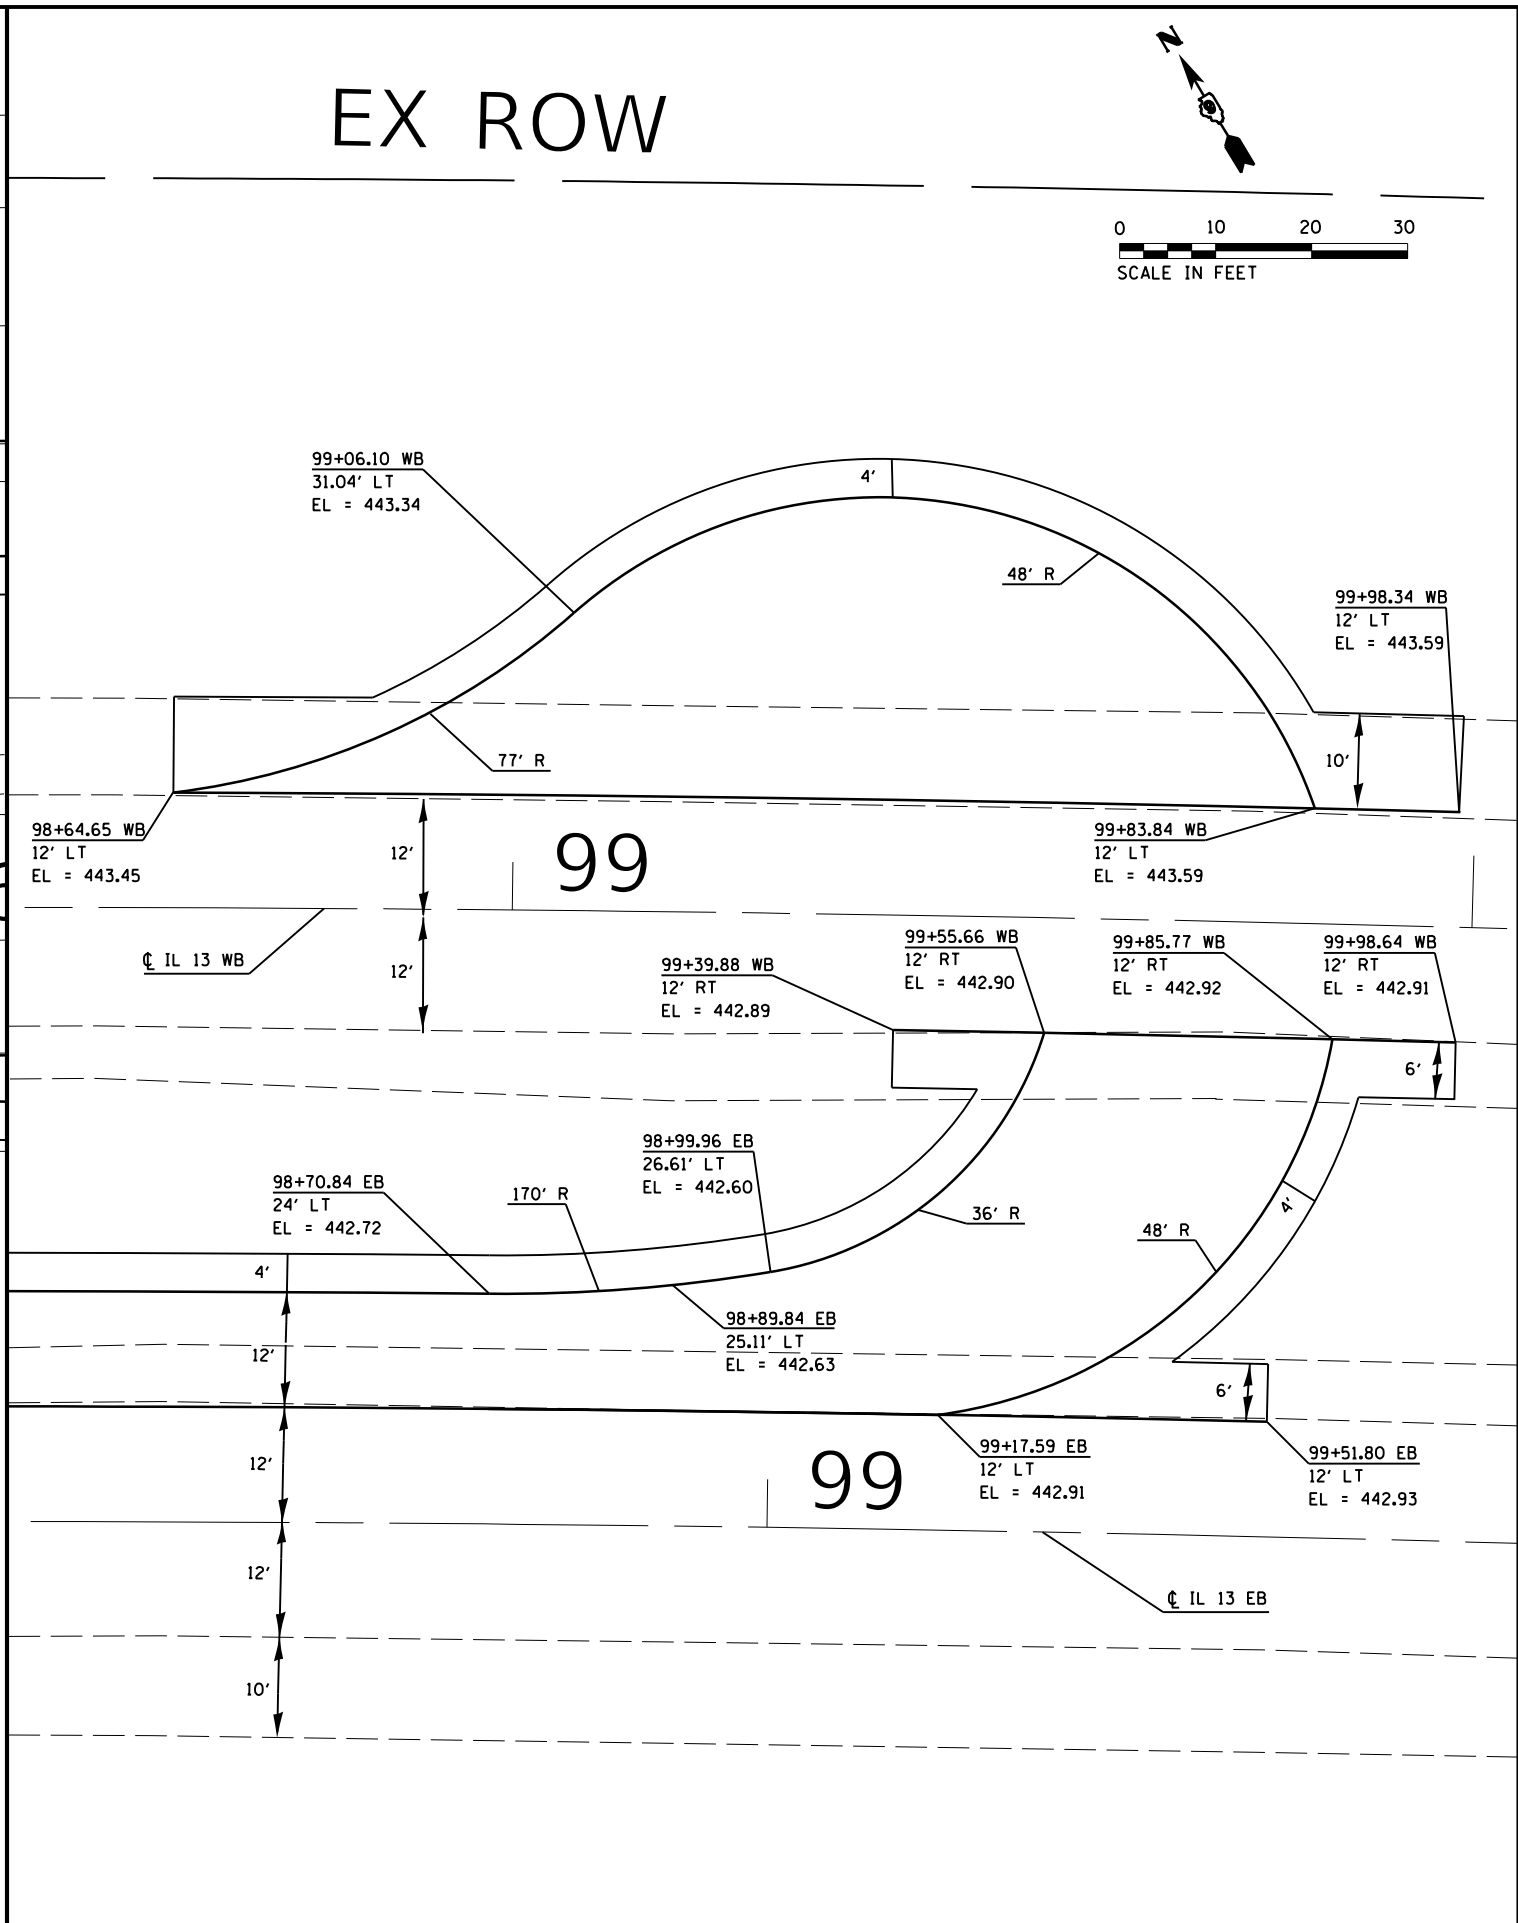 N
EX ROW
0 10 20 30
SCALE IN FEET
99+06.10 WB
31.04' LT
EL = 443.34
4'
48' R
99+98.34 WB
12' LT
EL = 443.59
10'
77' R
98+64.65 WB
12' LT
EL = 443.45
12'
99
99+83.84 WB
12' LT
EL = 443.59
℄ IL 13 WB
12'
99+39.88 WB
12' RT
EL = 442.89
99+55.66 WB
12' RT
EL = 442.90
99+85.77 WB
12' RT
EL = 442.92
99+98.64 WB
12' RT
EL = 442.91
6'
98+99.96 EB
26.61' LT
EL = 442.60
98+70.84 EB
24' LT
EL = 442.72
170' R
36' R
4'
48' R
4'
98+89.84 EB
25.11' LT
EL = 442.63
12'
6'
12'
99
99+17.59 EB
12' LT
EL = 442.91
99+51.80 EB
12' LT
EL = 442.93
12'
℄ IL 13 EB
10'